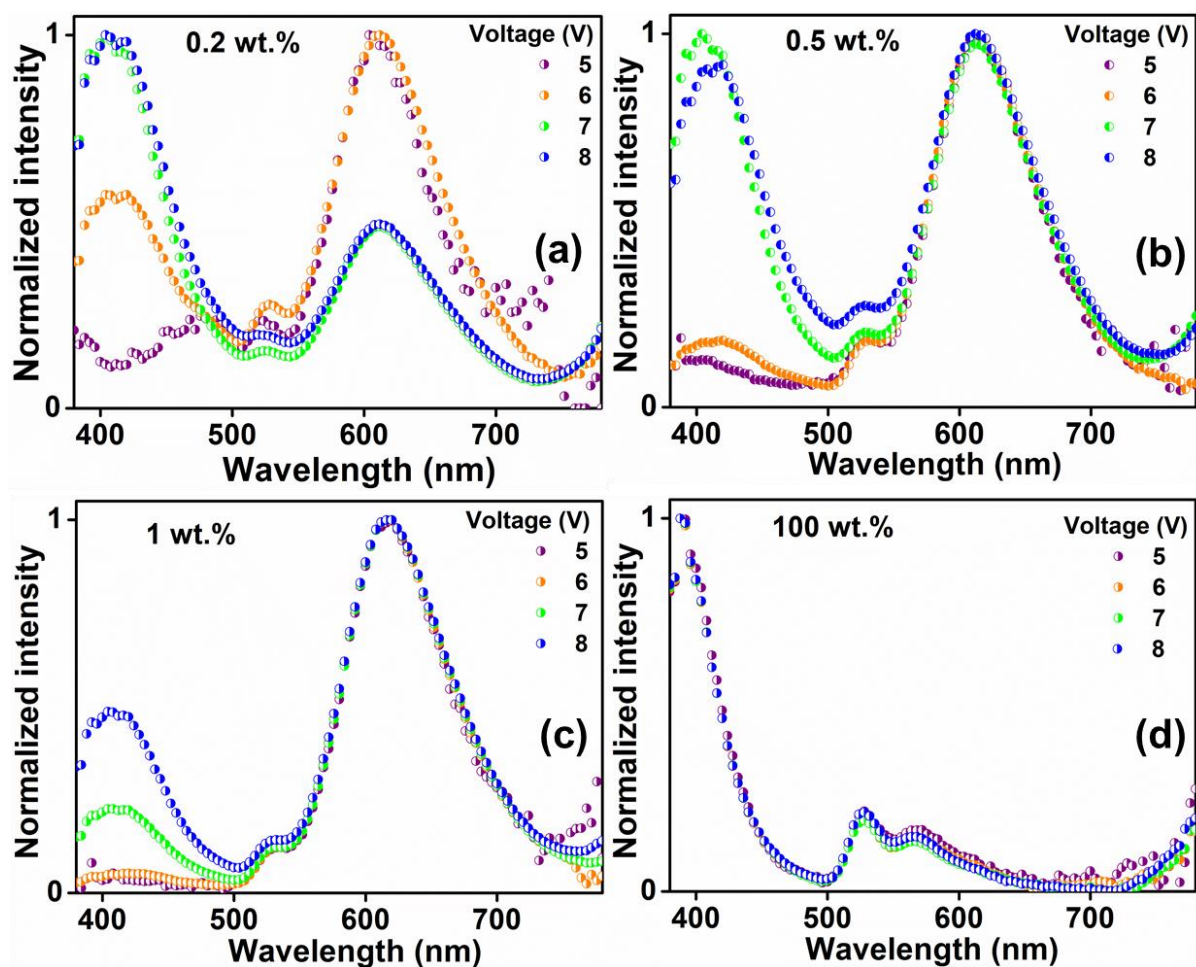 Normalized intensity
1
0
0.2 wt.%
Voltage (V)
5
6
7
8
(a)
400 500 600 700
Wavelength (nm)
Normalized intensity
1
0
0.5 wt.%
Voltage (V)
5
6
7
8
(b)
400 500 600 700
Wavelength (nm)
Normalized intensity
1
0
1 wt.%
Voltage (V)
5
6
7
8
(c)
400 500 600 700
Wavelength (nm)
Normalized intensity
1
0
100 wt.%
Voltage (V)
5
6
7
8
(d)
400 500 600 700
Wavelength (nm)